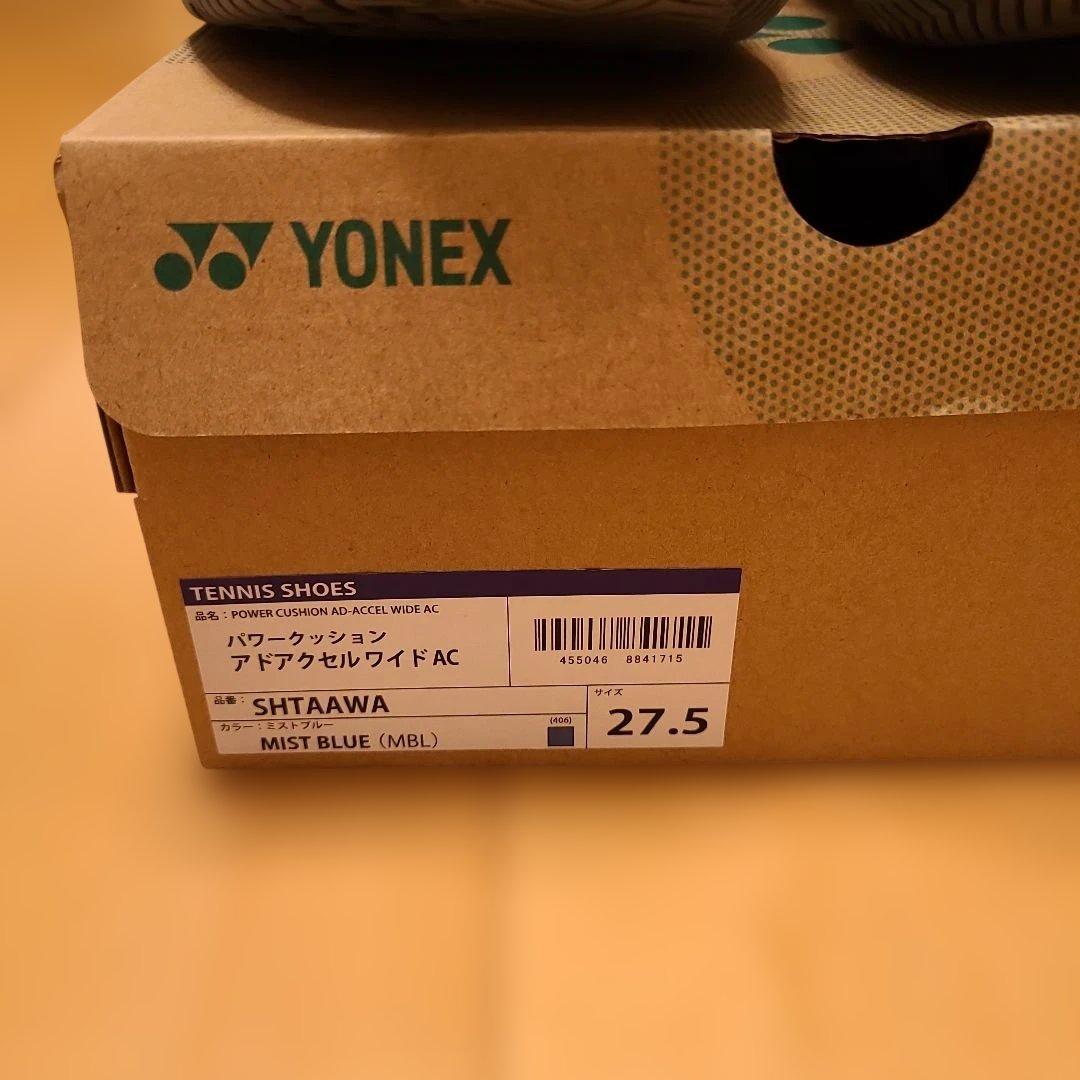 YONEX
TENNIS SHOES
品名：POWER CUSHION AD-ACCEL WIDE AC
パワークッション
アドアクセル ワイド AC
455046 8841715
品番：
SHTAAWA
サイズ
27.5
カラー：ミストブルー
(406)
MIST BLUE（MBL）